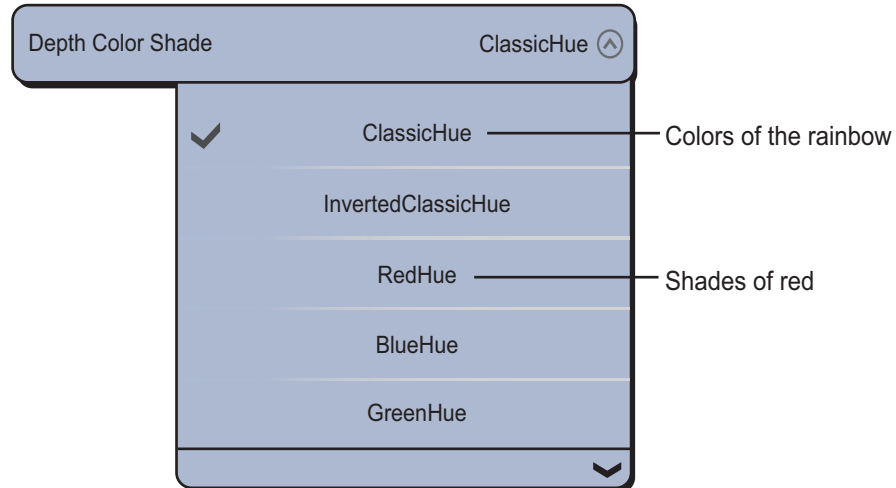 Depth Color Shade ClassicHue
ClassicHue Colors of the rainbow
InvertedClassicHue
RedHue Shades of red
BlueHue
GreenHue